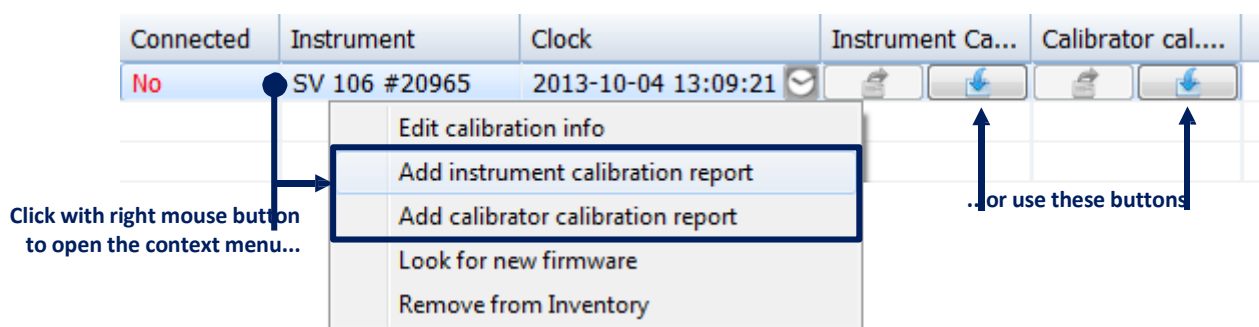 Connected Instrument Clock Instrument Ca... Calibrator cal....
No SV 106 #20965 2013-10-04 13:09:21
Edit calibration info
Add instrument calibration report
Add calibrator calibration report
Look for new firmware
Remove from Inventory
Click with right mouse button
to open the context menu...
...or use these buttons